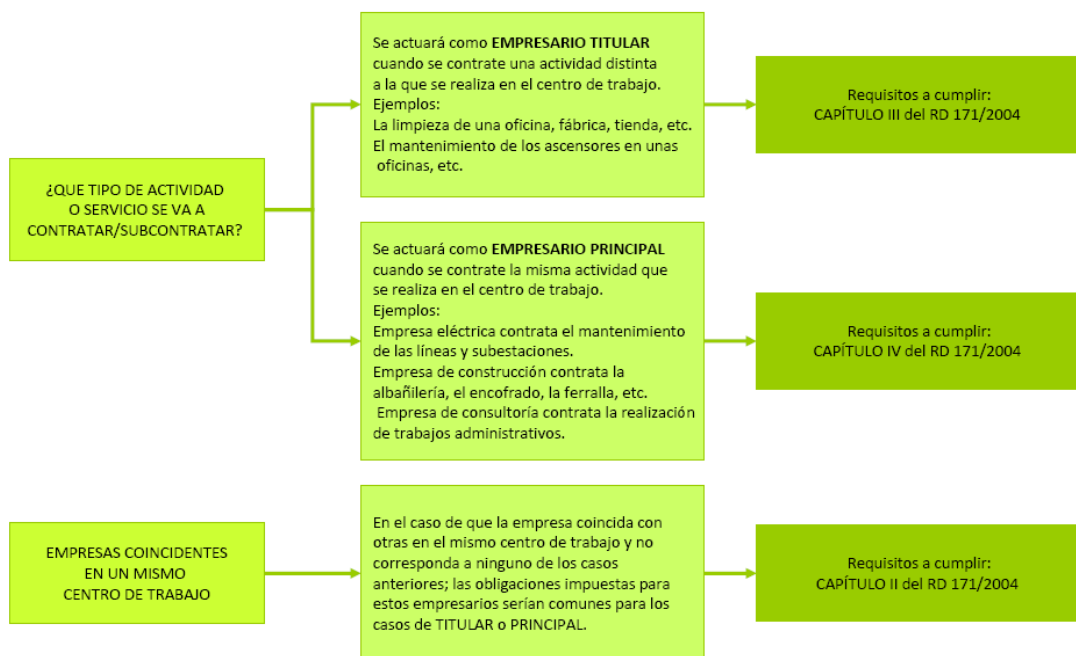 ¿QUE TIPO DE ACTIVIDAD
O SERVICIO SE VA A
CONTRATAR/SUBCONTRATAR?
Se actuará como EMPRESARIO TITULAR
cuando se contrate una actividad distinta
a la que se realiza en el centro de trabajo.
Ejemplos:
La limpieza de una oficina, fábrica, tienda, etc.
El mantenimiento de los ascensores en unas
oficinas, etc.
Requisitos a cumplir:
CAPÍTULO III del RD 171/2004
Se actuará como EMPRESARIO PRINCIPAL
cuando se contrate la misma actividad que
se realiza en el centro de trabajo.
Ejemplos:
Empresa eléctrica contrata el mantenimiento
de las líneas y subestaciones.
Empresa de construcción contrata la
albañilería, el encofrado, la ferralla, etc.
Empresa de consultoría contrata la realización
de trabajos administrativos.
Requisitos a cumplir:
CAPÍTULO IV del RD 171/2004
EMPRESAS COINCIDENTES
EN UN MISMO
CENTRO DE TRABAJO
En el caso de que la empresa coincida con
otras en el mismo centro de trabajo y no
corresponda a ninguno de los casos
anteriores; las obligaciones impuestas para
estos empresarios serían comunes para los
casos de TITULAR o PRINCIPAL.
Requisitos a cumplir:
CAPÍTULO II del RD 171/2004